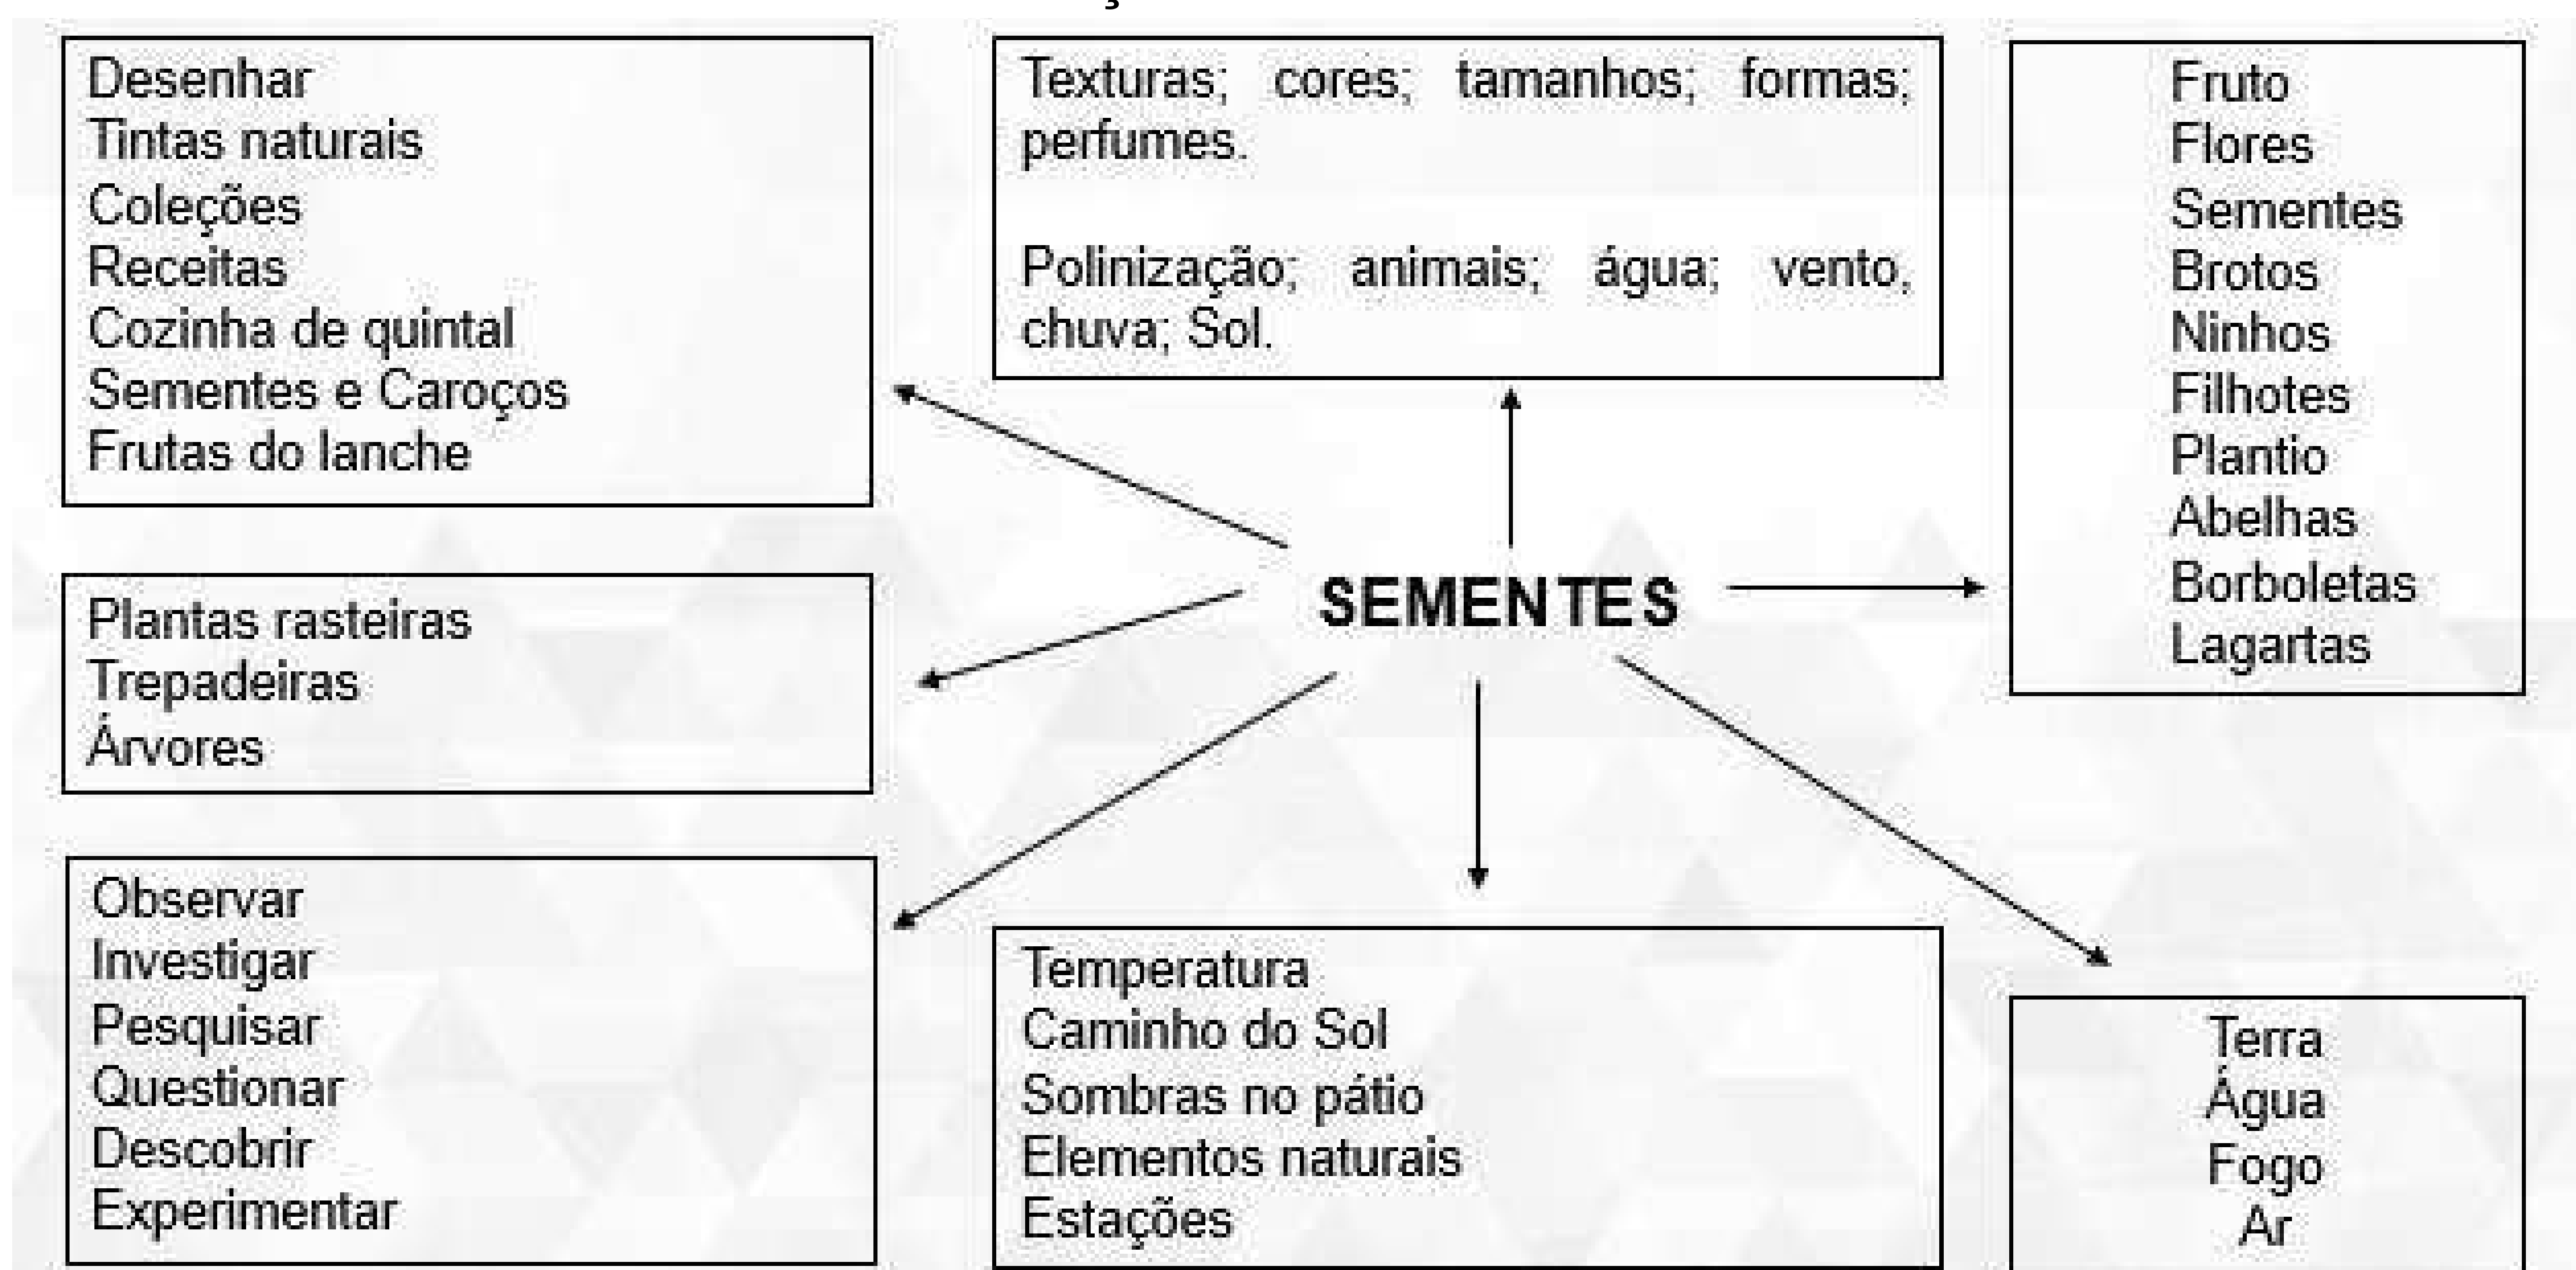 Desenhar
Tintas naturais
Coleções
Receitas
Cozinha de quintal
Sementes e Caroços
Frutas do lanche
Texturas; cores; tamanhos; formas;
perfumes.
Polinização; animais; água; vento,
chuva; Sol.
Fruto
Flores
Sementes
Brotos
Ninhos
Filhotes
Plantio
Abelhas
Borboletas
Lagartas
SEMENTES
Plantas rasteiras
Trepadeiras
Árvores
Observar
Investigar
Pesquisar
Questionar
Descobrir
Experimentar
Temperatura
Caminho do Sol
Sombras no pátio
Elementos naturais
Estações
Terra
Água
Fogo
Ar